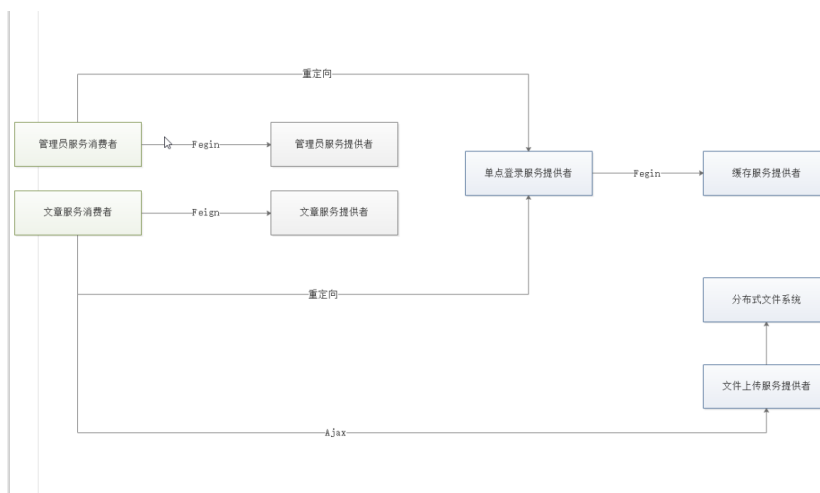 重定向
管理员服务消费者
Fegin
管理员服务提供者
单点登录服务提供者
Fegin
缓存服务提供者
文章服务消费者
Feign
文章服务提供者
重定向
分布式文件系统
文件上传服务提供者
Ajax